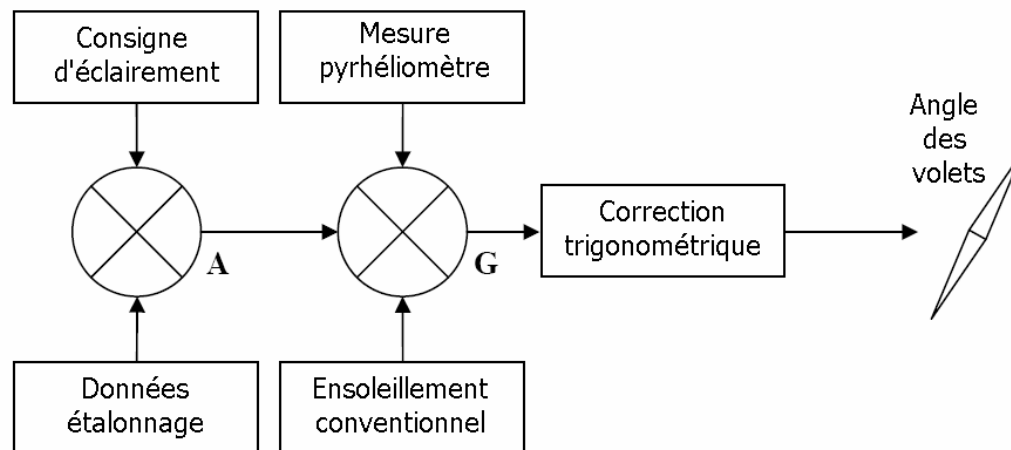 Consigne
d'éclairement
Mesure
pyrhéliomètre
Angle
des
volets
A
G
Correction
trigonométrique
Données
étalonnage
Ensoleillement
conventionnel